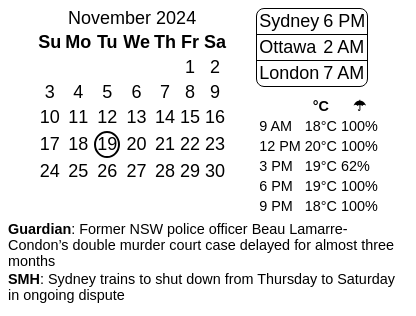 November 2024
Su Mo Tu We Th Fr Sa
1 2
3 4 5 6 7 8 9
10 11 12 13 14 15 16
17 18 19 20 21 22 23
24 25 26 27 28 29 30
Sydney 6 PM
Ottawa 2 AM
London 7 AM
°C ☂
9 AM 18°C 100%
12 PM 20°C 100%
3 PM 19°C 62%
6 PM 19°C 100%
9 PM 18°C 100%
Guardian: Former NSW police officer Beau Lamarre-
Condon’s double murder court case delayed for almost three
months
SMH: Sydney trains to shut down from Thursday to Saturday
in ongoing dispute